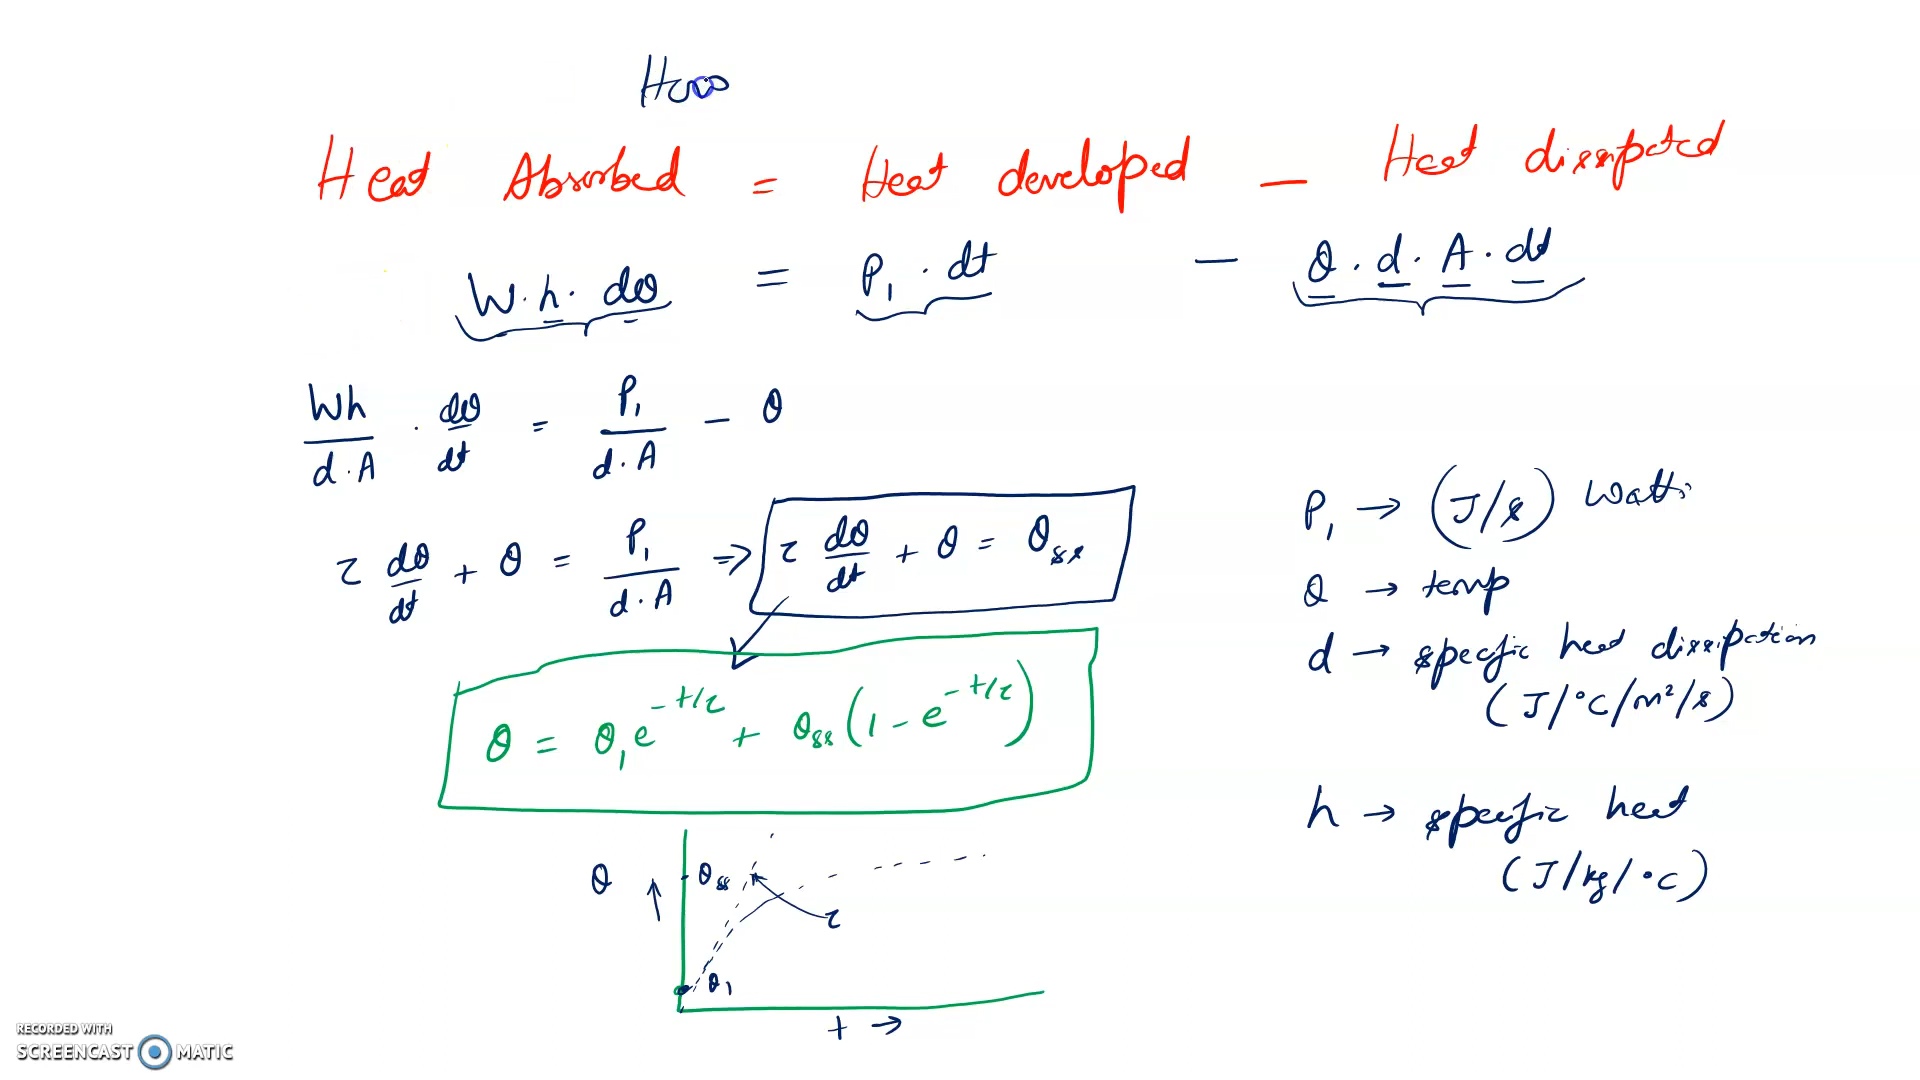 Heat Absorbed = Heat developed - Heat dissipated
W · h · dθ = P₁ · dt - θ · d · A · dt
Wh/(d·A) · dθ/dt = P₁/(d·A) - θ
τ dθ/dt + θ = P₁/(d·A) ⇒ τ dθ/dt + θ = θss
θ = θ₁e^(-t/τ) + θss(1 - e^(-t/τ))
P₁ → (J/s) Watts
θ → temp
d → specific heat dissipation
(J/°C/m²/s)
h → specific heat
(J/kg/°C)
θ ↑ θss
τ
θ₁
t →
RECORDED WITH
SCREENCAST MATIC